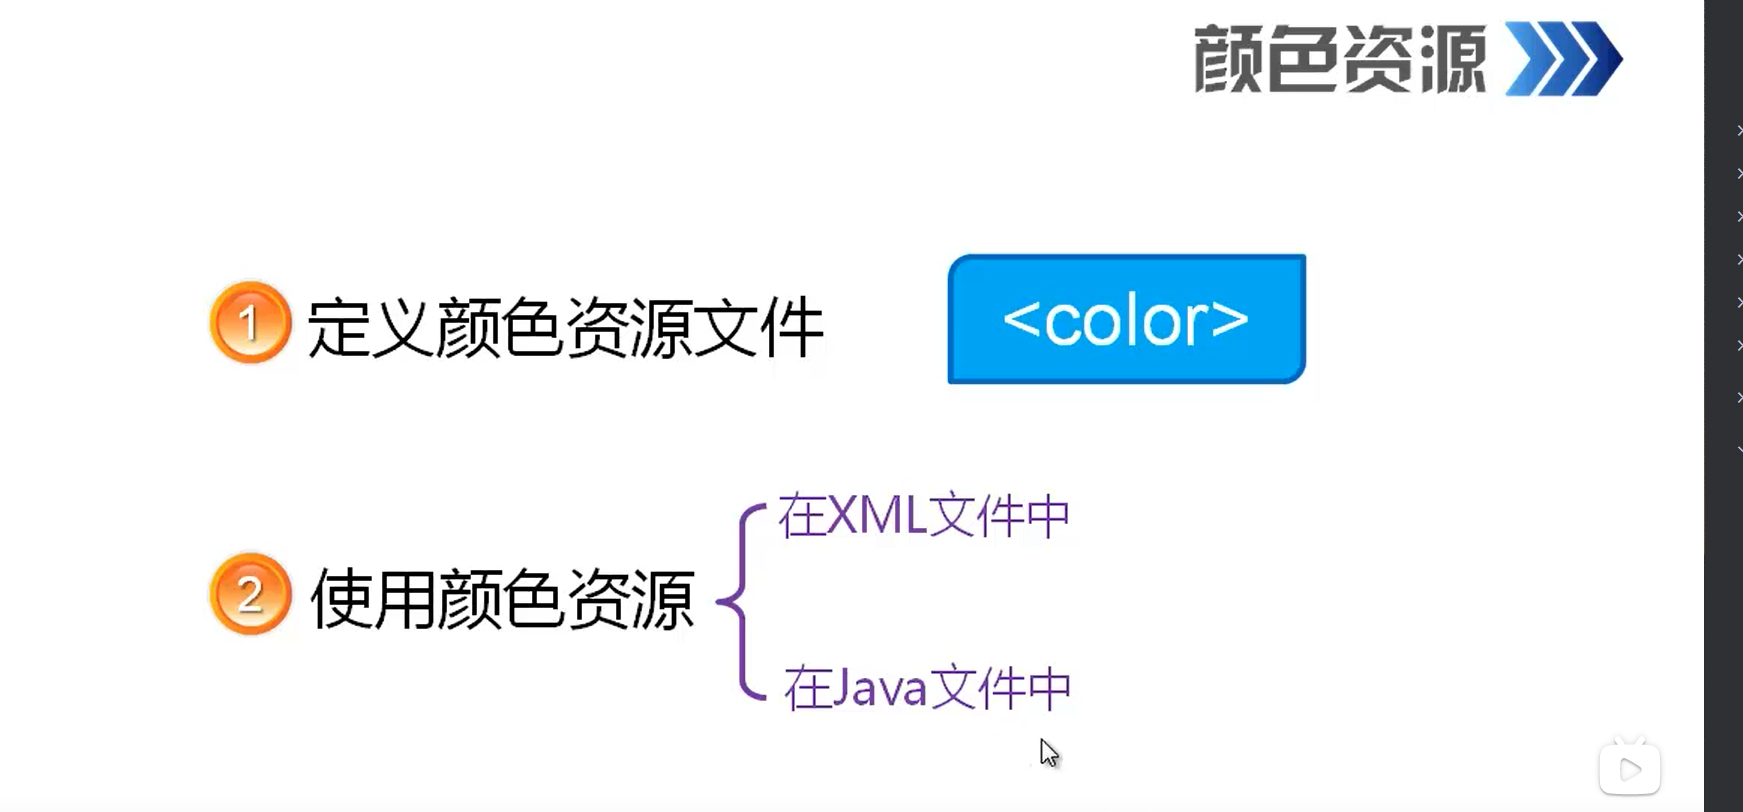 颜色资源
1 定义颜色资源文件
<color>
2 使用颜色资源
在XML文件中
在Java文件中